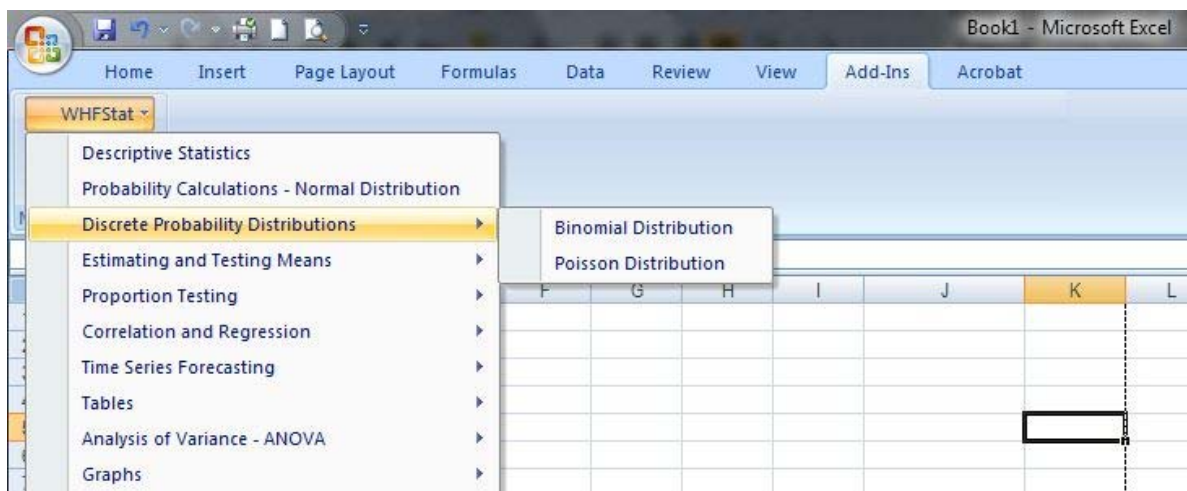 Book1 - Microsoft Excel
Home Insert Page Layout Formulas Data Review View Add-Ins Acrobat
WHFStat
Descriptive Statistics
Probability Calculations - Normal Distribution
Discrete Probability Distributions
Binomial Distribution
Estimating and Testing Means
Poisson Distribution
Proportion Testing
F G H I J K L
Correlation and Regression
Time Series Forecasting
Tables
Analysis of Variance - ANOVA
Graphs